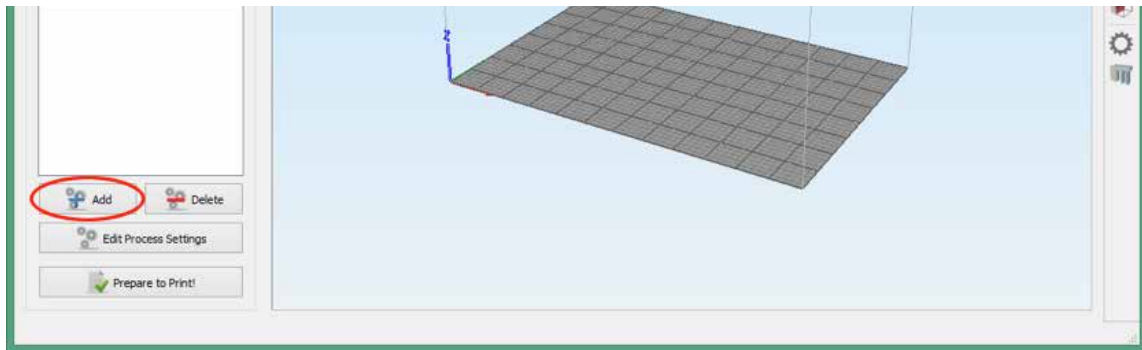 Z
Add
Delete
Edit Process Settings
Prepare to Print!